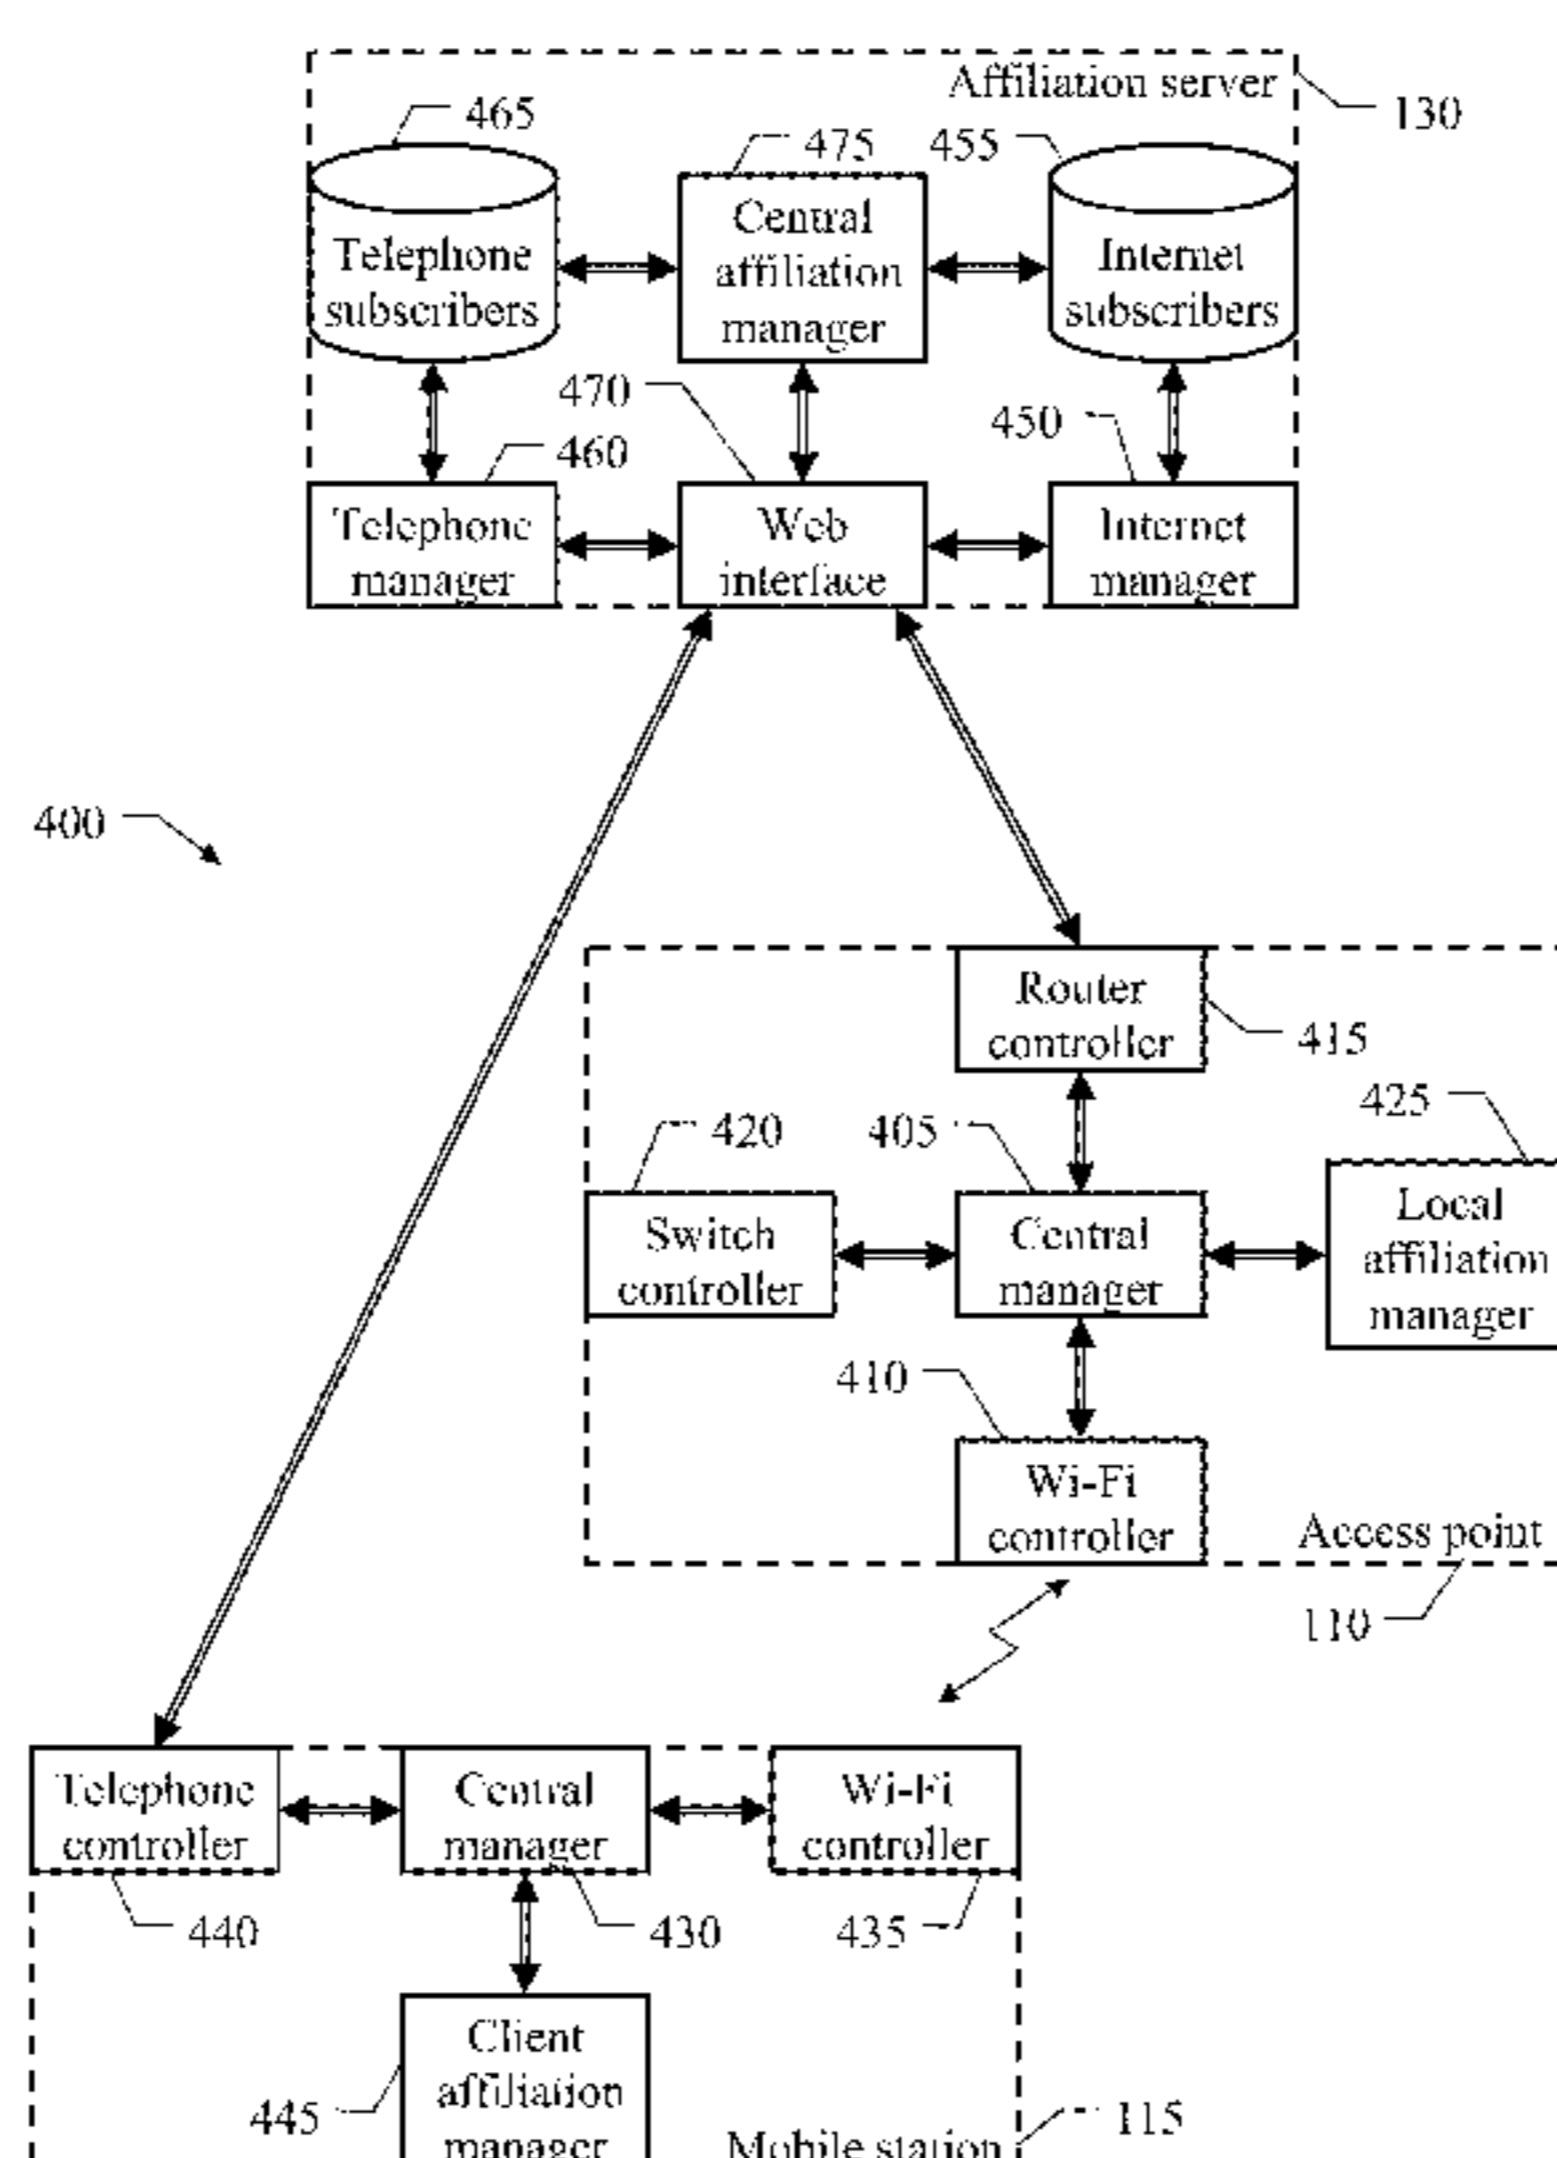 Affiliation server
130
465
475
455
Telephone
subscribers
Central
affiliation
manager
Internet
subscribers
470
450
460
Telephone
manager
Web
interface
Internet
manager
400
Router
controller
415
425
420
405
Switch
controller
Central
manager
Local
affiliation
manager
410
Wi-Fi
controller
Access point
110
Telephone
controller
Central
manager
Wi-Fi
controller
440
430
435
Client
affiliation
manager
445
Mobile station
115